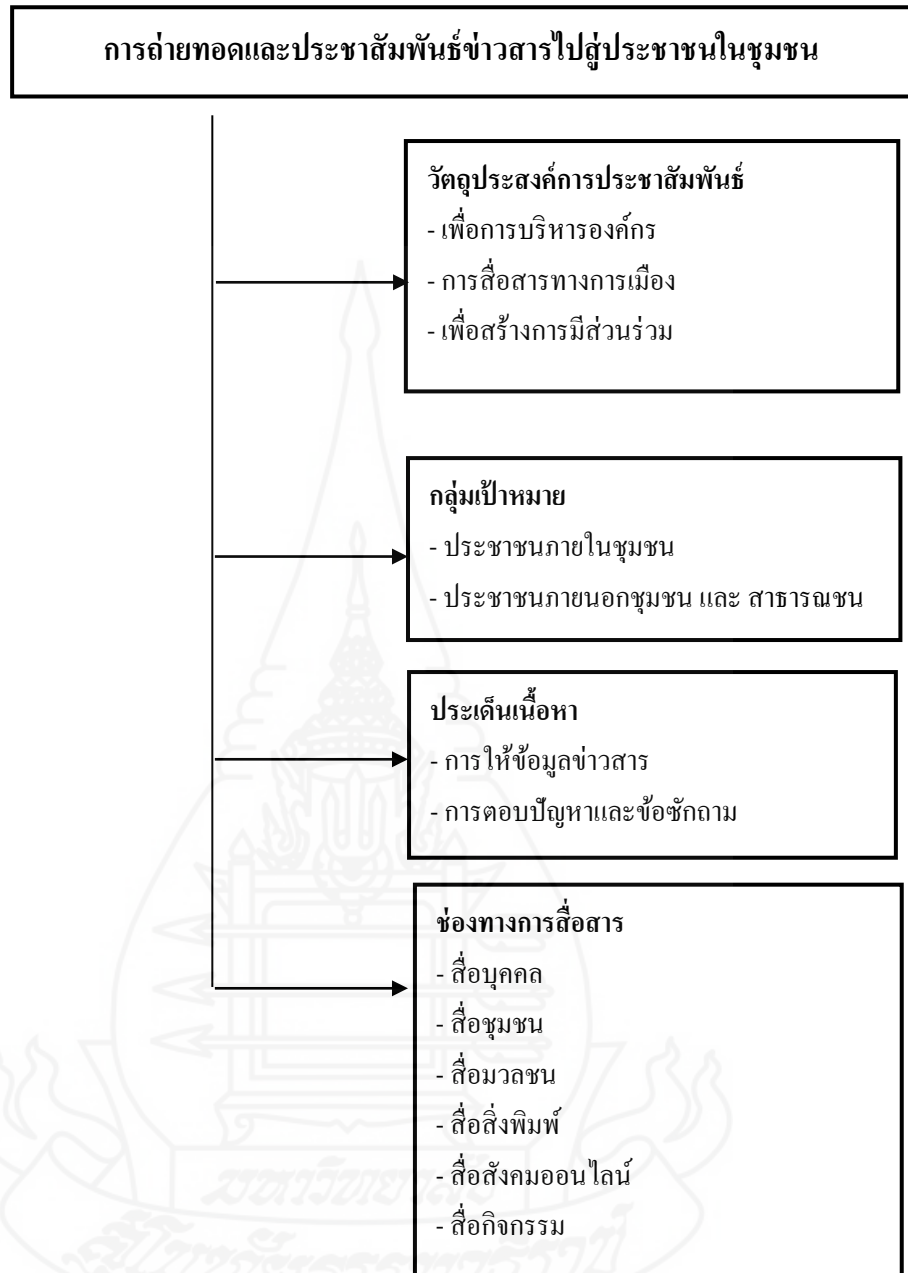 การถ่ายทอดและประชาสัมพันธ์ข่าวสารไปสู่ประชาชนในชุมชน
วัตถุประสงค์การประชาสัมพันธ์
- เพื่อการบริหารองค์กร
- การสื่อสารทางการเมือง
- เพื่อสร้างการมีส่วนร่วม
กลุ่มเป้าหมาย
- ประชาชนภายในชุมชน
- ประชาชนภายนอกชุมชน และ สาธารณชน
ประเด็นเนื้อหา
- การให้ข้อมูลข่าวสาร
- การตอบปัญหาและข้อซักถาม
ช่องทางการสื่อสาร
- สื่อบุคคล
- สื่อชุมชน
- สื่อมวลชน
- สื่อสิ่งพิมพ์
- สื่อสังคมออนไลน์
- สื่อกิจกรรม
มหาวิทยาลัย